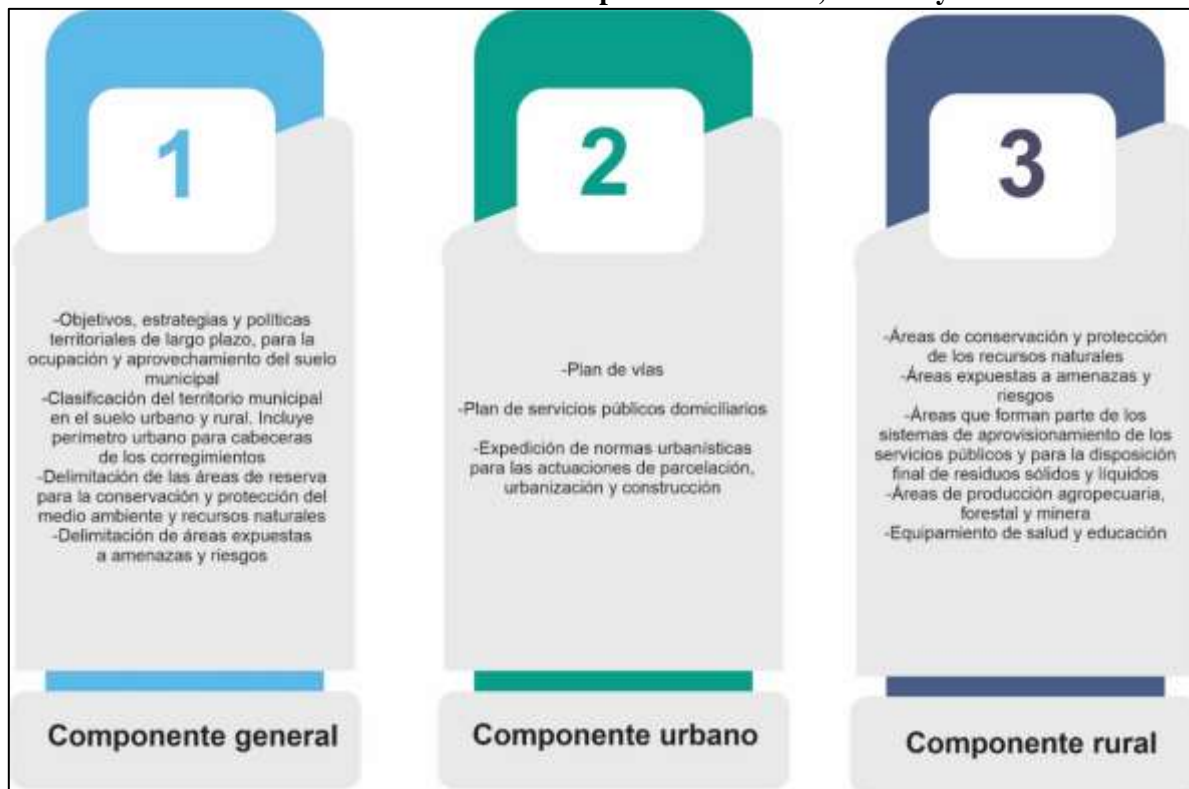 1
-Objetivos, estrategias y políticas
territoriales de largo plazo, para la
ocupación y aprovechamiento del suelo
municipal
-Clasificación del territorio municipal
en el suelo urbano y rural. Incluye
perímetro urbano para cabeceras
de los corregimientos
-Delimitación de las áreas de reserva
para la conservación y protección del
medio ambiente y recursos naturales
-Delimitación de áreas expuestas
a amenazas y riesgos
Componente general
2
-Plan de vías
-Plan de servicios públicos domiciliarios
-Expedición de normas urbanísticas
para las actuaciones de parcelación,
urbanización y construcción
Componente urbano
3
-Áreas de conservación y protección
de los recursos naturales
-Áreas expuestas a amenazas y
riesgos
-Áreas que forman parte de los
sistemas de aprovisionamiento de los
servicios públicos y para la disposición
final de residuos sólidos y líquidos
-Áreas de producción agropecuaria,
forestal y minera
-Equipamiento de salud y educación
Componente rural